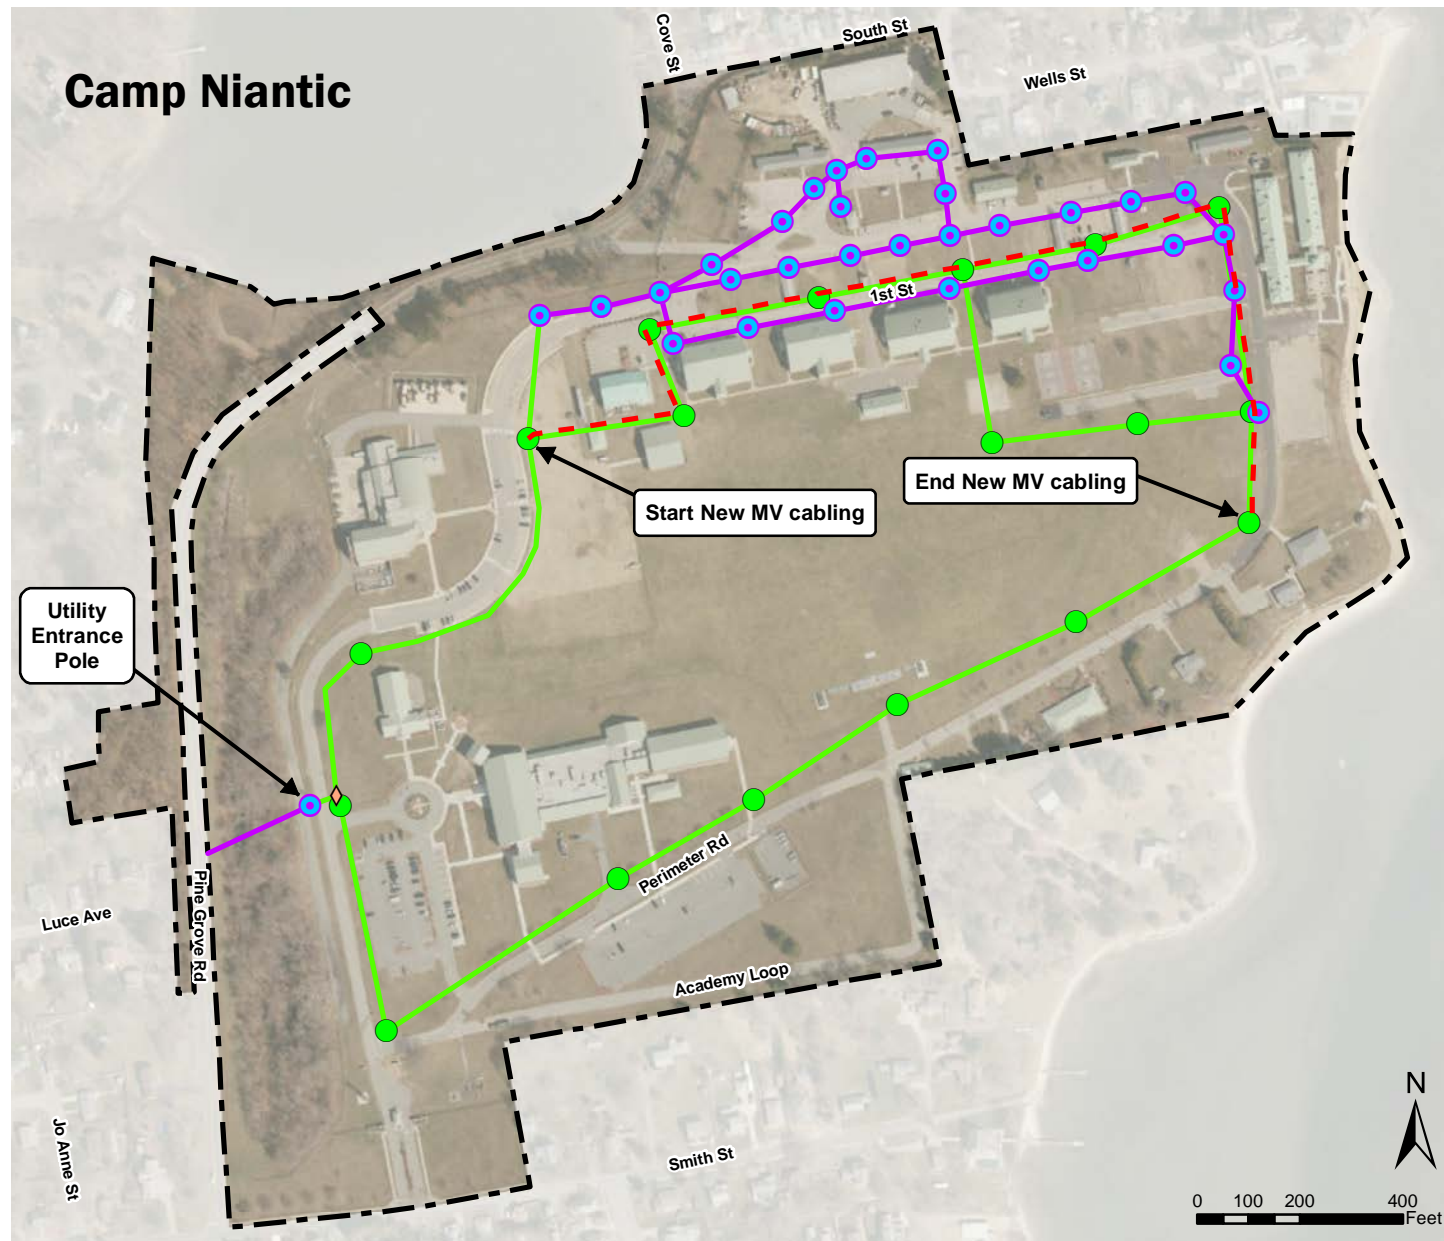 Camp Niantic
Cove St
South St
Wells St
1st St
Start New MV cabling
End New MV cabling
Utility
Entrance
Pole
Perimeter Rd
Pine Grove Rd
Luce Ave
Academy Loop
Jo Anne St
Smith St
N
0 100 200 400
Feet